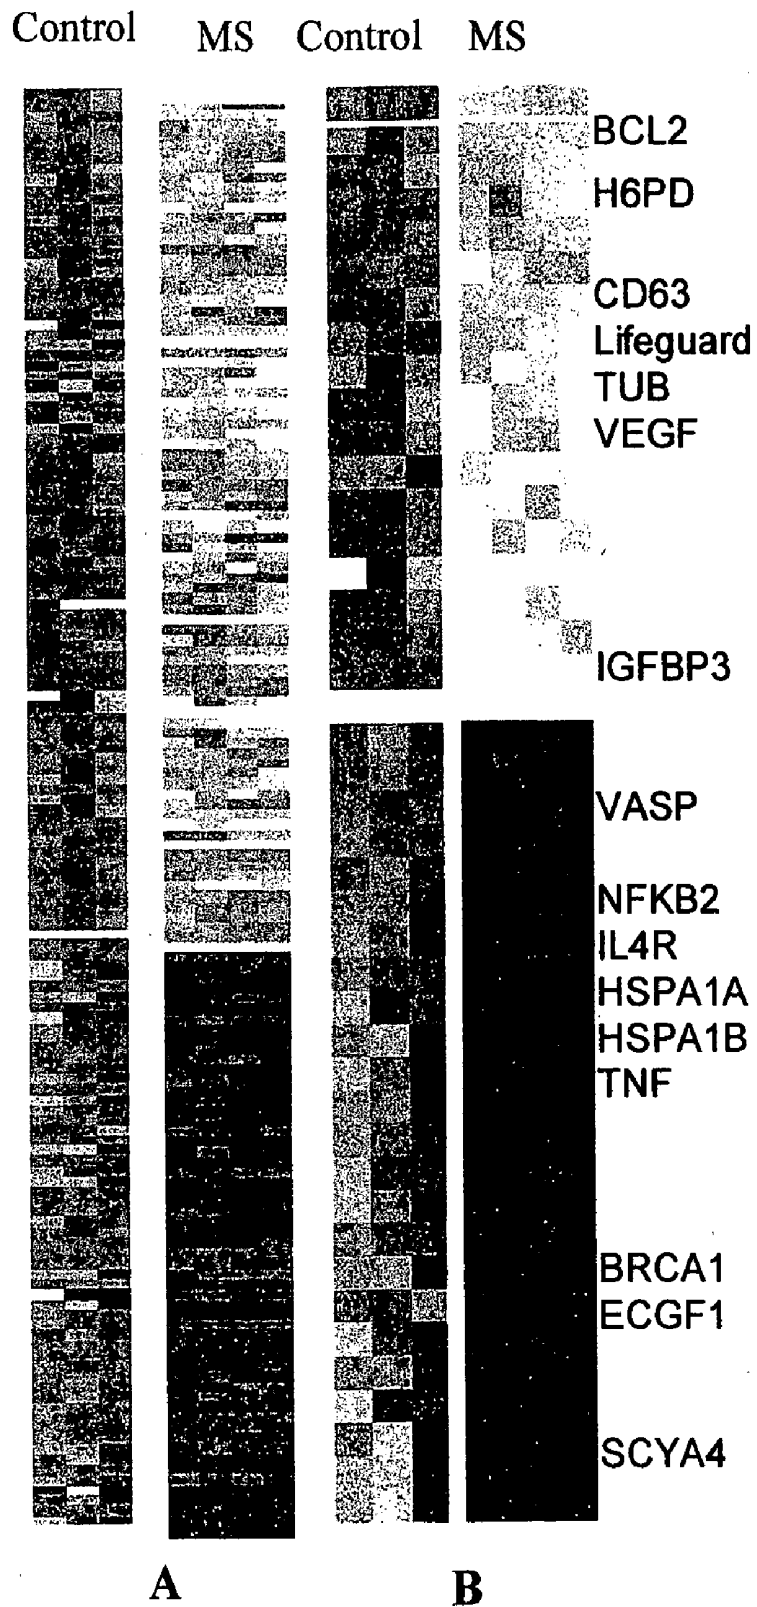 Control MS Control MS
BCL2
H6PD
CD63
Lifeguard
TUB
VEGF
IGFBP3
VASP
NFKB2
IL4R
HSPA1A
HSPA1B
TNF
BRCA1
ECGF1
SCYA4
A B